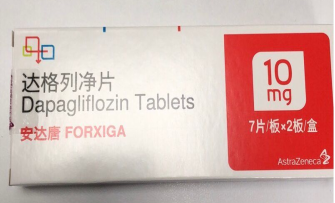 达格列净片
Dapagliflozin Tablets
安达唐 FORXIGA
10
mg
7片/板×2板/盒
AstraZeneca